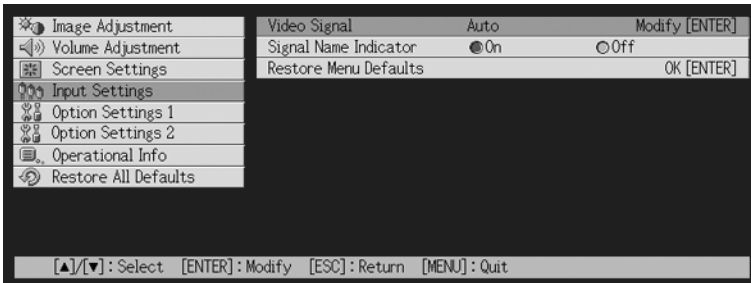 Image Adjustment
Volume Adjustment
Screen Settings
Input Settings
Option Settings 1
Option Settings 2
Operational Info
Restore All Defaults
Video Signal Auto Modify [ENTER]
Signal Name Indicator On Off
Restore Menu Defaults OK [ENTER]
[▲]/[▼]：Select [ENTER]：Modify [ESC]：Return [MENU]：Quit